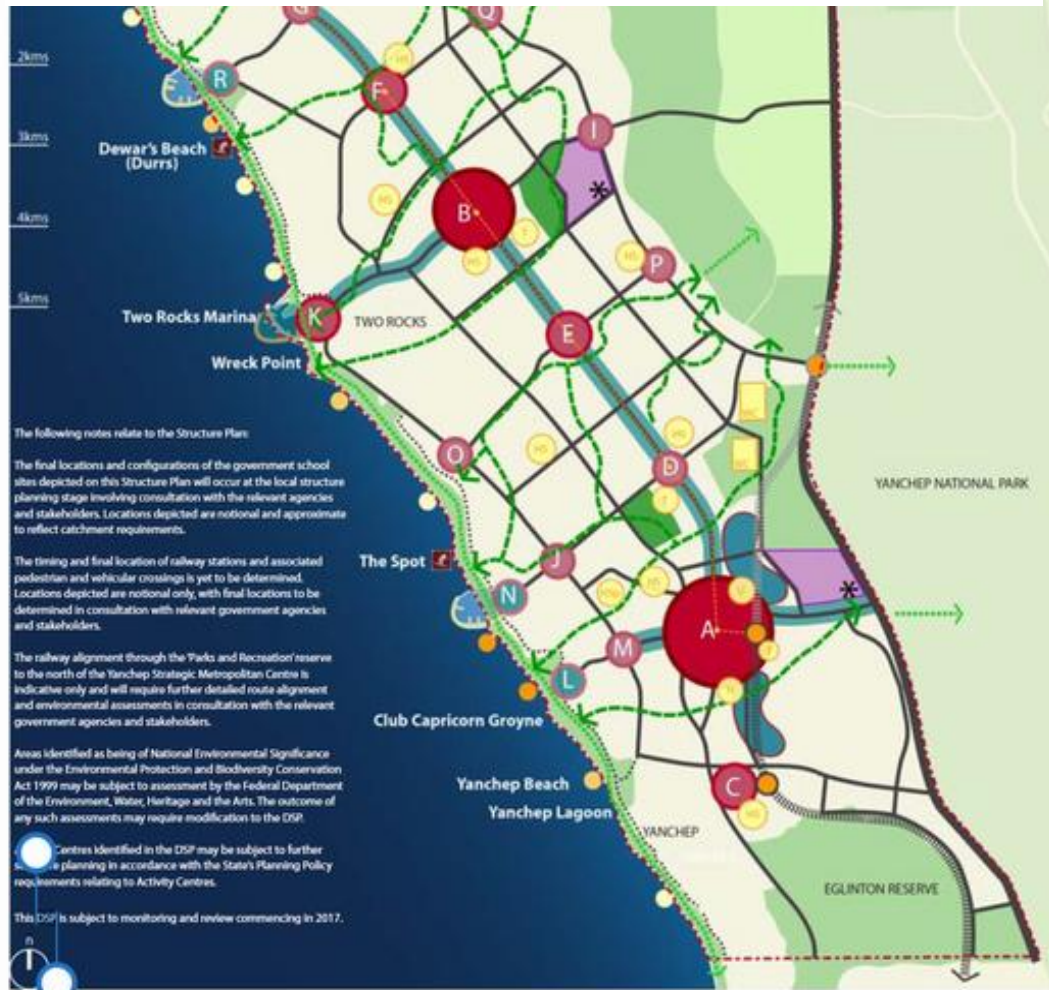 G
Q
HS
2kms
R
F
3kms
I
Dewar's Beach
(Durrs)
*
HS
B
4kms
T
HS
HS
P
5kms
Two Rocks Marina
K
TWO ROCKS
E
Wreck Point
The following notes relate to the Structure Plan:
The final locations and configurations of the government school
sites depicted on this Structure Plan will occur at the local structure
planning stage involving consultation with the relevant agencies
and stakeholders. Locations depicted are notional and approximate
to reflect catchment requirements.
HS
O
D
T
YANCHEP NATIONAL PARK
The timing and final location of railway stations and associated
pedestrian and vehicular crossings is yet to be determined.
Locations depicted are notional only, with final locations to be
determined in consultation with relevant government agencies
and stakeholders.
The Spot
J
HS
N
*
A
T
M
L
The railway alignment through the 'Parks and Recreation' reserve
to the north of the Yanchep Strategic Metropolitan Centre is
indicative only and will require further detailed route alignment
and environmental assessments in consultation with the relevant
government agencies and stakeholders.
Club Capricorn Groyne
Areas identified as being of National Environmental Significance
under the Environmental Protection and Biodiversity Conservation
Act 1999 may be subject to assessment by the Federal Department
of the Environment, Water, Heritage and the Arts. The outcome of
any such assessments may require modification to the DSP.
Yanchep Beach
C
Yanchep Lagoon
HS
YANCHEP
Centres identified in the DSP may be subject to further
planning in accordance with the State's Planning Policy
requirements relating to Activity Centres.
EGLINTON RESERVE
This DSP is subject to monitoring and review commencing in 2017.
n